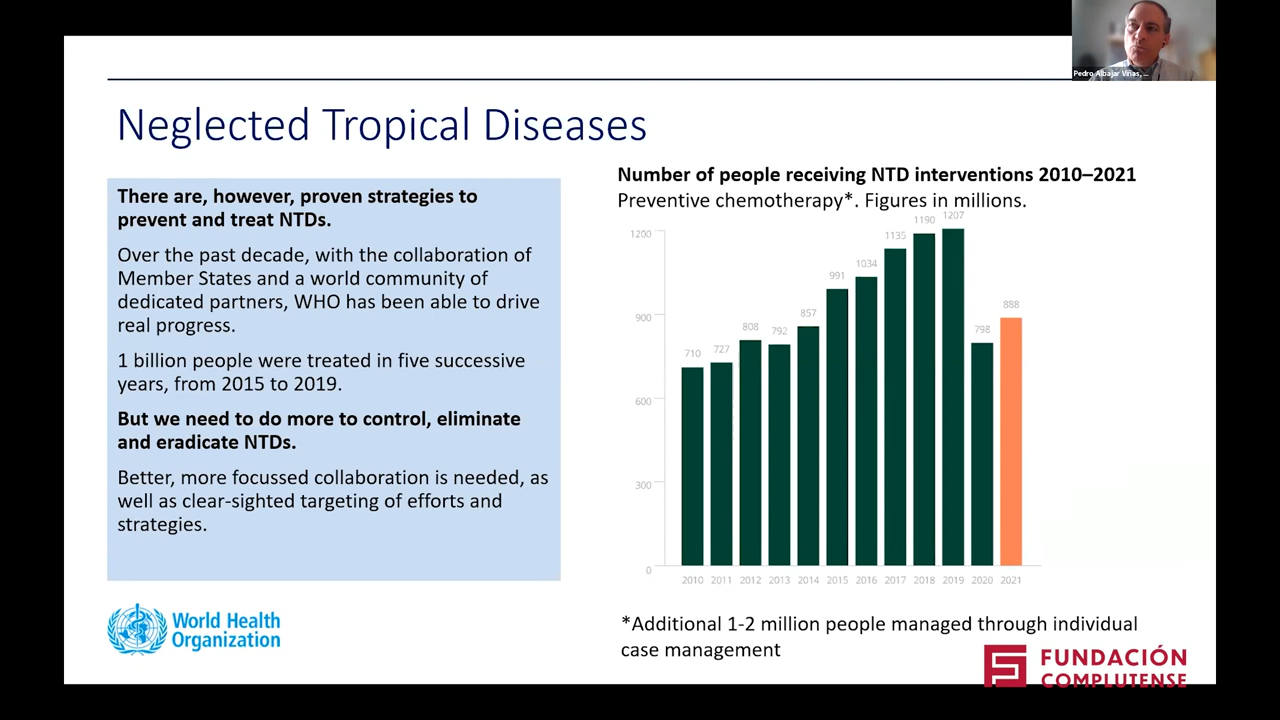 Pedro Albajar Viñas, ...
Neglected Tropical Diseases
There are, however, proven strategies to
prevent and treat NTDs.
Over the past decade, with the collaboration of
Member States and a world community of
dedicated partners, WHO has been able to drive
real progress.
1 billion people were treated in five successive
years, from 2015 to 2019.
But we need to do more to control, eliminate
and eradicate NTDs.
Better, more focussed collaboration is needed, as
well as clear-sighted targeting of efforts and
strategies.
World Health
Organization
Number of people receiving NTD interventions 2010–2021
Preventive chemotherapy*. Figures in millions.
1200
900
600
300
0
710
727
808
792
857
991
1034
1135
1190
1207
798
888
2010 2011 2012 2013 2014 2015 2016 2017 2018 2019 2020 2021
*Additional 1-2 million people managed through individual
case management
FUNDACIÓN
COMPLUTENSE